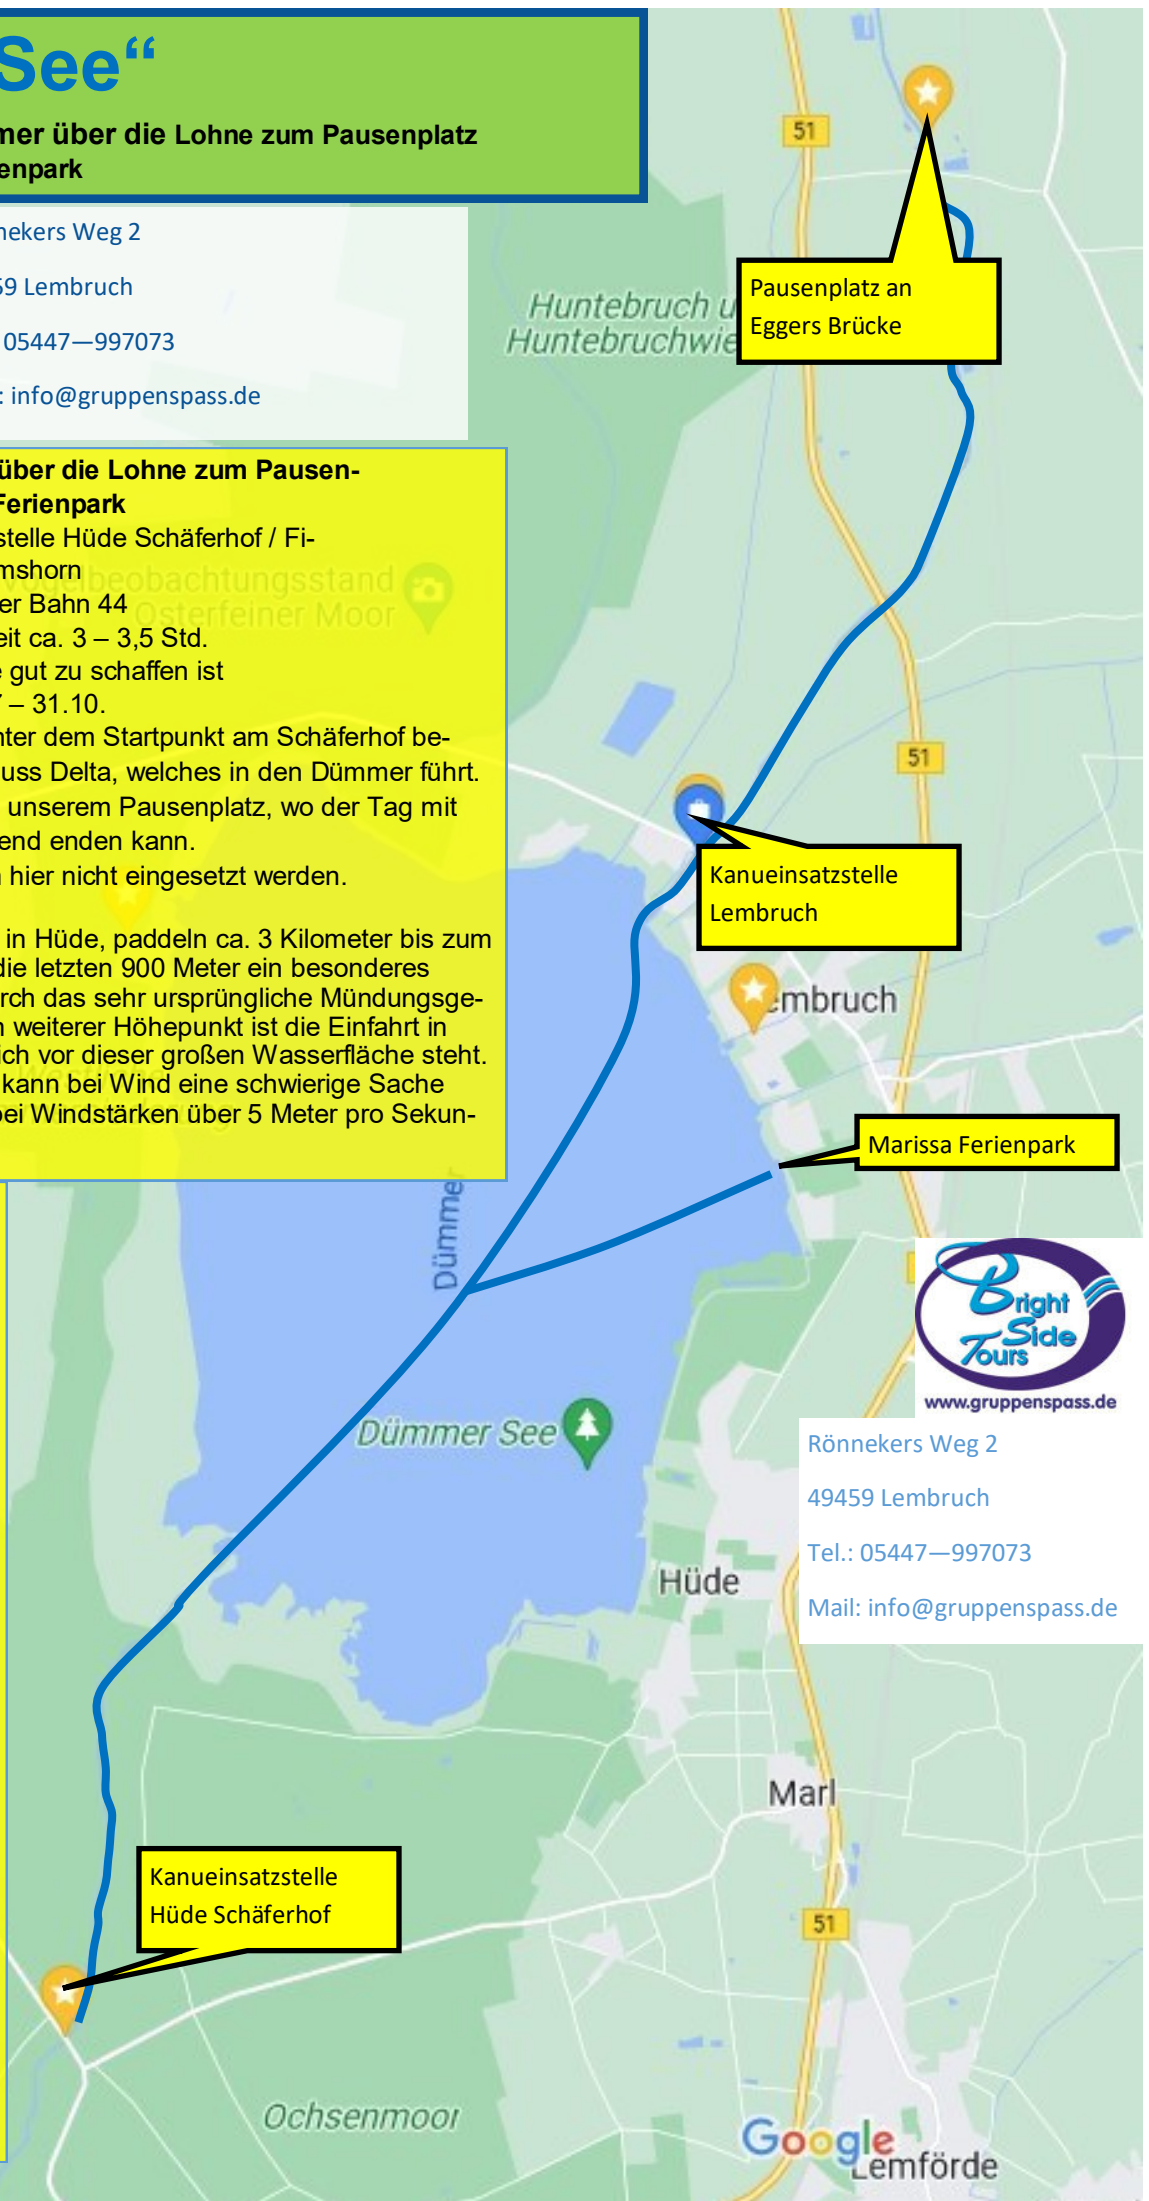 See“
mer über die Lohne zum Pausenplatz
enpark
nekers Weg 2
59 Lembruch
05447—997073
: info@gruppenspass.de
über die Lohne zum Pausen-
Ferienpark
stelle Hüde Schäferhof / Fi-
mshorn
er Bahn 44
eit ca. 3 – 3,5 Std.
e gut zu schaffen ist
– 31.10.
nter dem Startpunkt am Schäferhof be-
uss Delta, welches in den Dümmer führt.
unserem Pausenplatz, wo der Tag mit
end enden kann.
n hier nicht eingesetzt werden.
in Hüde, paddeln ca. 3 Kilometer bis zum
die letzten 900 Meter ein besonderes
rch das sehr ursprüngliche Mündungsge-
n weiterer Höhepunkt ist die Einfahrt in
ich vor dieser großen Wasserfläche steht.
kann bei Wind eine schwierige Sache
bei Windstärken über 5 Meter pro Sekun-
Vogelbeobachtungsstand
Osterfeiner Moor
51
Huntebruch u
Huntebruchwie
Pausenplatz an
Eggers Brücke
51
Kanueinsatzstelle
Lembruch
embruch
Marissa Ferienpark
Dümmer
Bright
Side
Tours
www.gruppenspass.de
Dümmer See
Rönnekers Weg 2
49459 Lembruch
Tel.: 05447—997073
Mail: info@gruppenspass.de
Hüde
Marl
Kanueinsatzstelle
Hüde Schäferhof
51
Ochsenmoor
Google
Lemförde